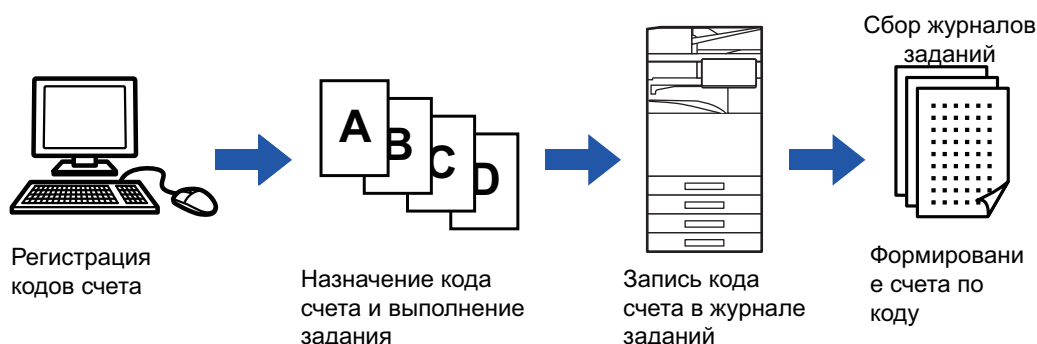 Сбор журналов
заданий
A
B
C
D
Регистрация
кодов счета
Назначение кода
счета и выполнение
задания
Запись кода
счета в журнале
заданий
Формировани
е счета по
коду